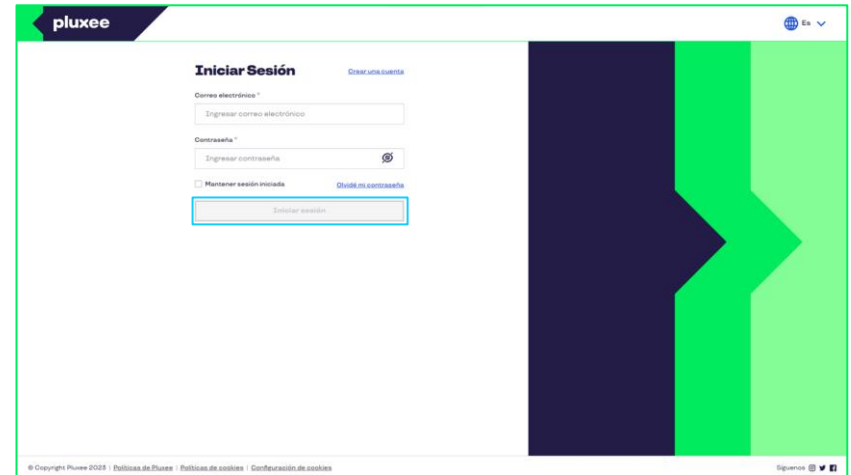 pluxee
Es
Iniciar Sesión
Crear una cuenta
Correo electrónico *
Ingresar correo electrónico
Contraseña *
Ingresar contraseña
Mantener sesión iniciada
Olvidé mi contraseña
Iniciar sesión
© Copyright Pluxee 2023 | Políticas de Pluxee | Políticas de cookies | Configuración de cookies
Síguenos